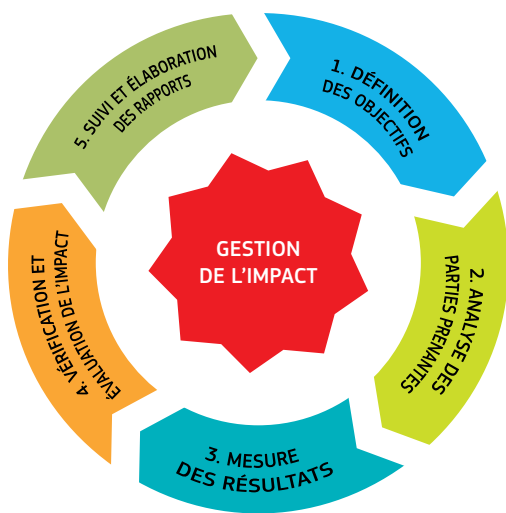 1. DÉFINITION
DES OBJECTIFS
2. ANALYSE DES
PARTIES PRENANTES
3. MESURE
DES RÉSULTATS
4. VÉRIFICATION ET
ÉVALUATION DE L'IMPACT
5. SUIVI ET ÉLABORATION
DES RAPPORTS
GESTION
DE L'IMPACT